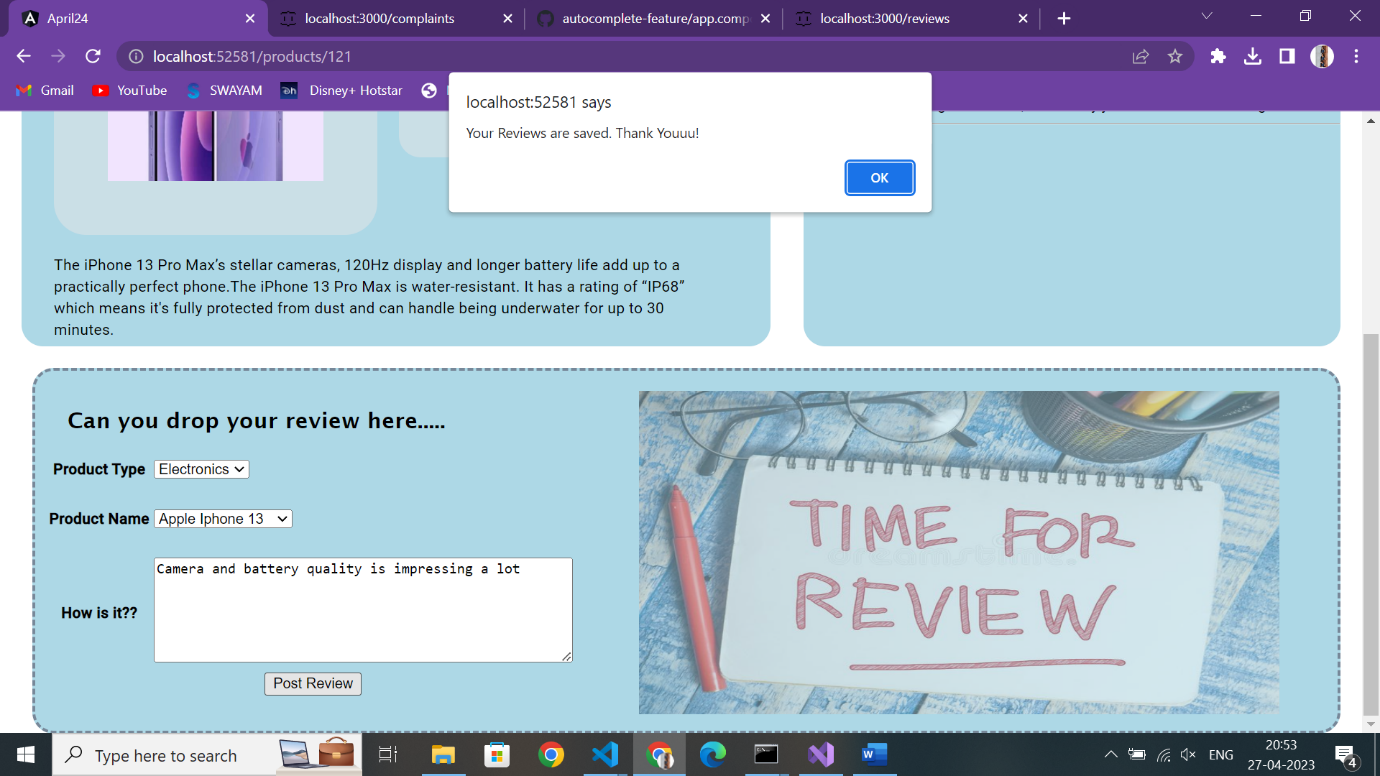 April24
localhost:3000/complaints
autocomplete-feature/app.comp
localhost:3000/reviews
localhost:52581/products/121
Gmail
YouTube
SWAYAM
Disney+ Hotstar
localhost:52581 says
Your Reviews are saved. Thank Youuu!
OK
The iPhone 13 Pro Max’s stellar cameras, 120Hz display and longer battery life add up to a
practically perfect phone.The iPhone 13 Pro Max is water-resistant. It has a rating of “IP68”
which means it's fully protected from dust and can handle being underwater for up to 30
minutes.
Can you drop your review here.....
Product Type Electronics
Product Name Apple Iphone 13
How is it?? Camera and battery quality is impressing a lot
Post Review
TIME FOR
REVIEW
Type here to search
ENG
20:53
27-04-2023
4